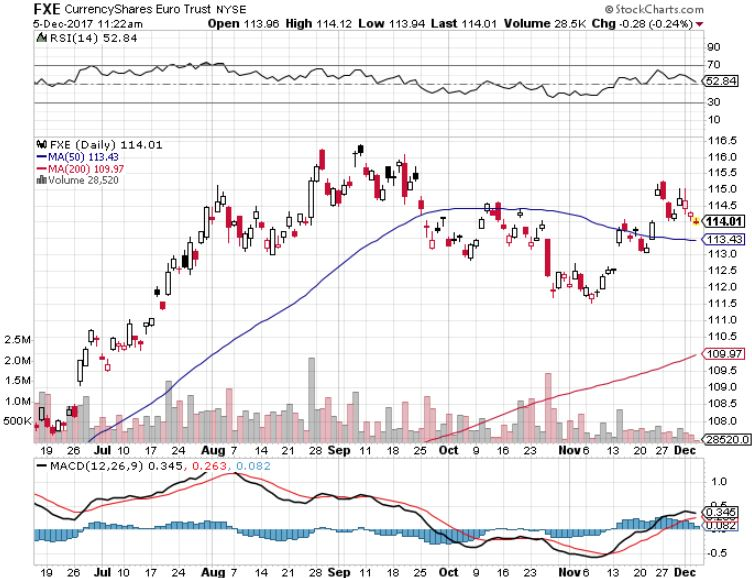 FXE CurrencyShares Euro Trust NYSE © StockCharts.com
5-Dec-2017 11:22am Open 113.96 High 114.12 Low 113.94 Last 114.01 Volume 28.5K Chg -0.28 (-0.24%)
RSI(14) 52.84
90
70
52.84
30
10
FXE (Daily) 114.01
MA(50) 113.43
MA(200) 109.97
Volume 28,520
116.5
116.0
115.5
115.0
114.5
114.01
113.43
113.0
112.5
112.0
111.5
111.0
110.5
2.5M
109.97
2.0M
109.5
1.5M
109.0
1.0M
108.5
500K
108.0
28520.0
19 26 Jul 10 17 24 Aug 7 14 21 28 Sep 11 18 25 Oct 9 16 23 Nov 6 13 20 27 Dec
MACD(12,26,9) 0.345, 0.263, 0.082
1.0
0.345
0.082
-0.5
19 26 Jul 10 17 24 Aug 7 14 21 28 Sep 11 18 25 Oct 9 16 23 Nov 6 13 20 27 Dec